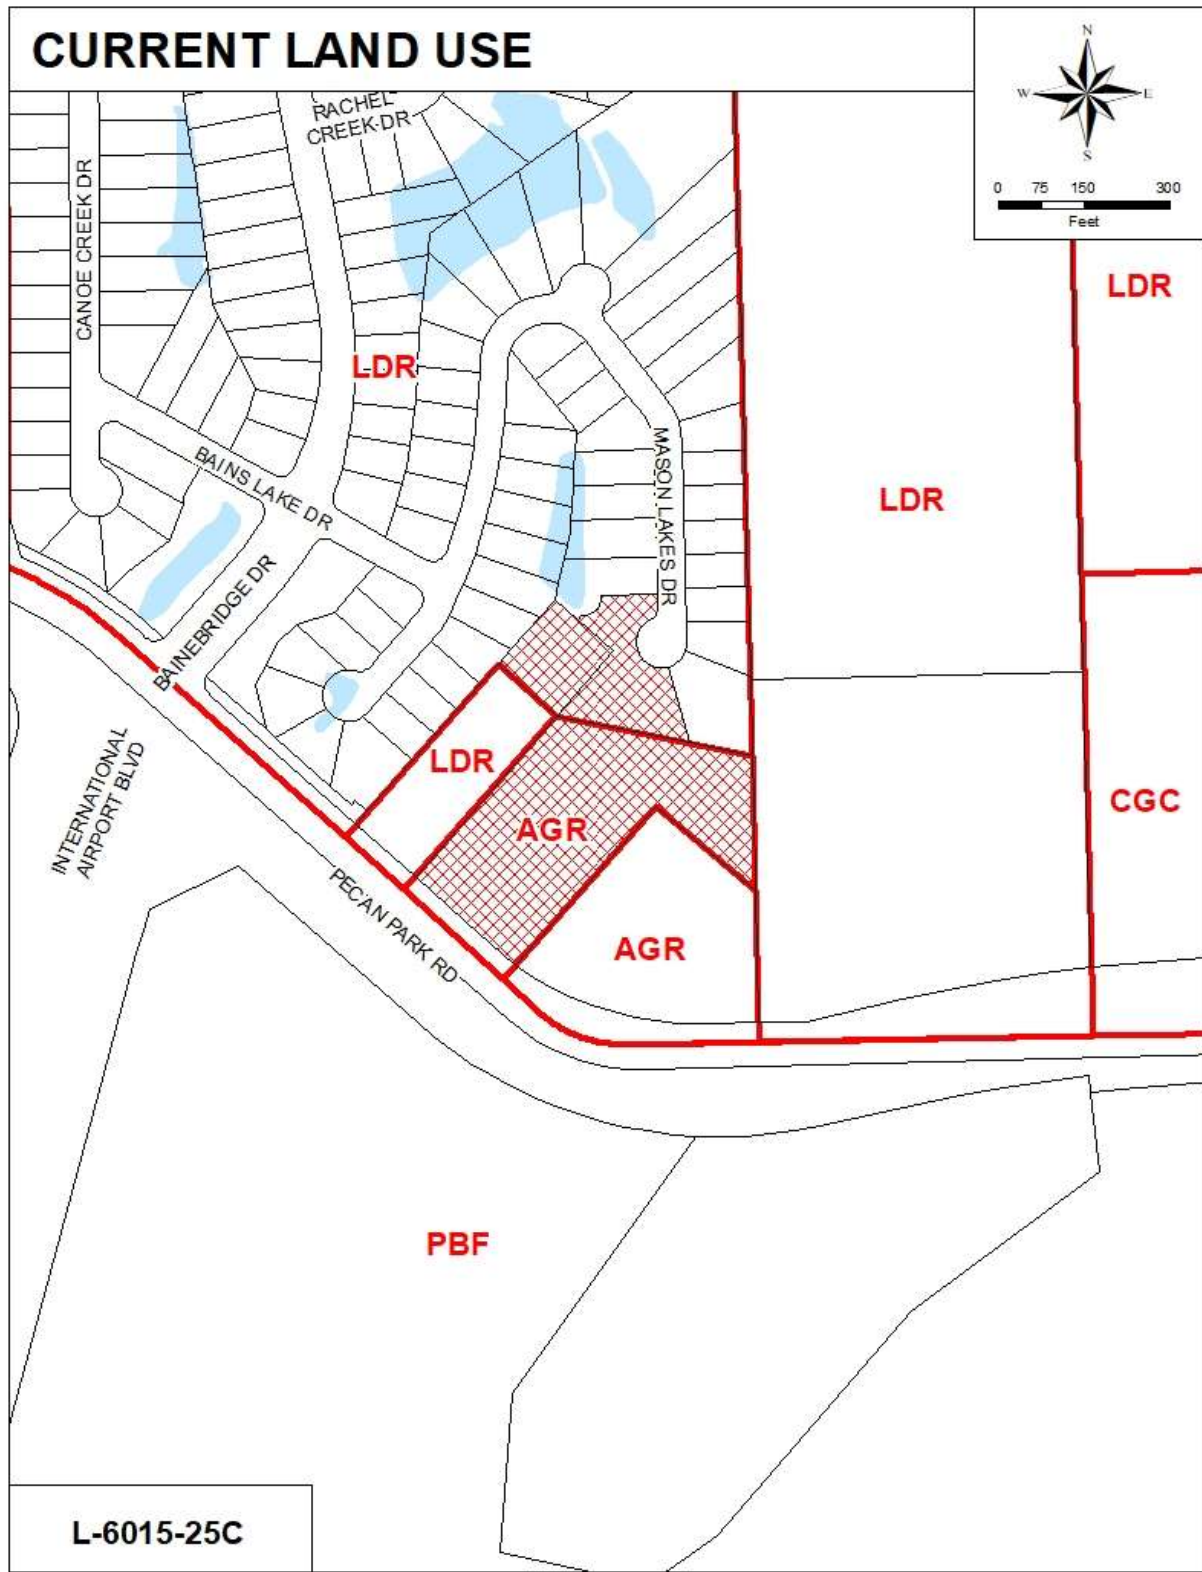 CURRENT LAND USE
N
W
E
S
0 75 150 300
Feet
RACHEL
CREEK DR
CANOE CREEK DR
LDR
LDR
BAINS LAKE DR
MASON LAKES DR
LDR
BAINEBRIDGE DR
INTERNATIONAL
AIRPORT BLVD
LDR
AGR
CGC
PECAN PARK RD
AGR
PBF
L-6015-25C